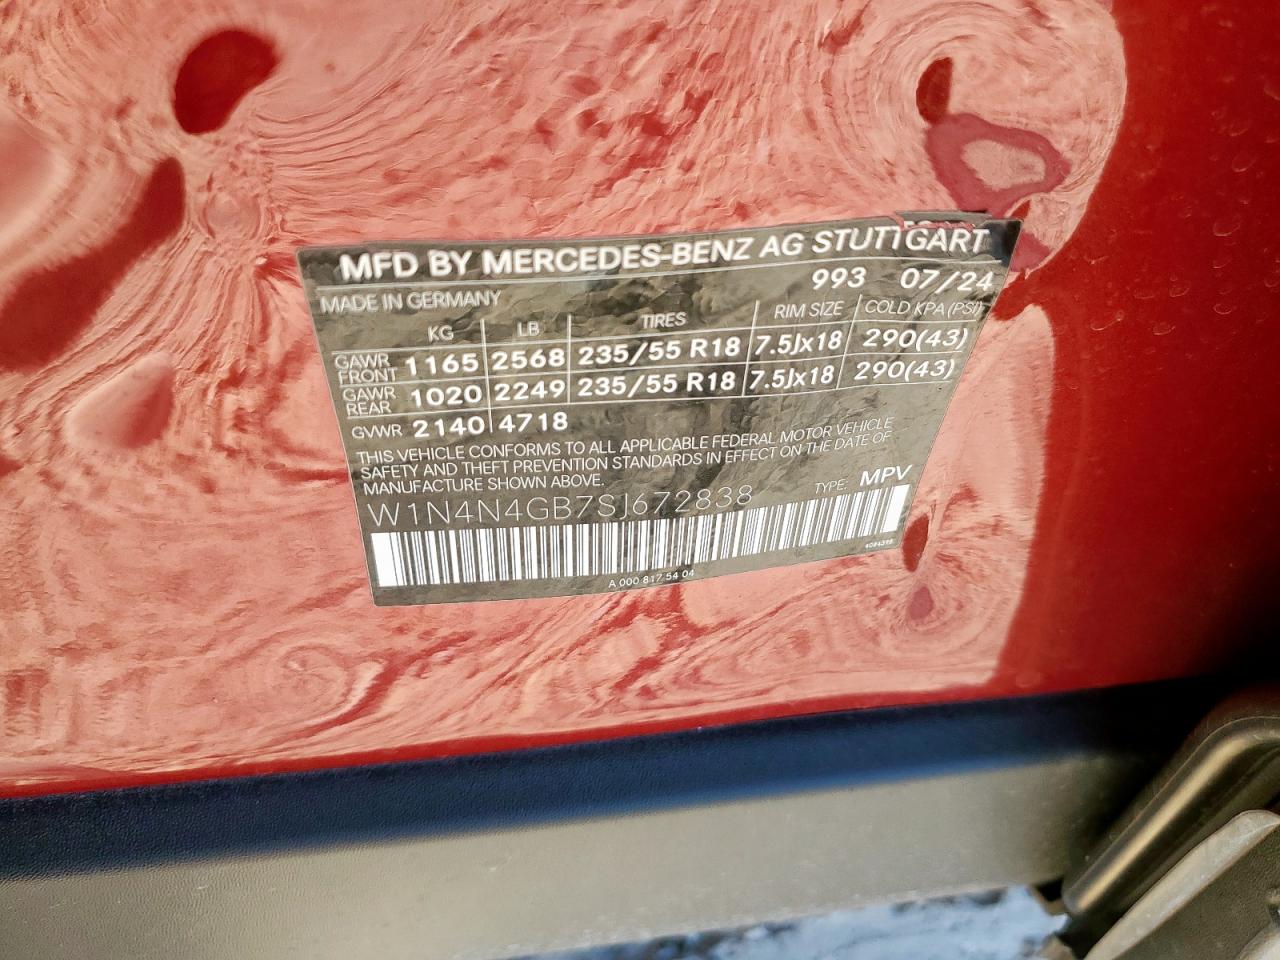 MFD BY MERCEDES-BENZ AG STUTTGART
993 07/24
MADE IN GERMANY
KG LB TIRES RIM SIZE COLD KPA (PSI)
GAWR FRONT 1165 2568 235/55 R18 7.5Jx18 290(43)
GAWR REAR 1020 2249 235/55 R18 7.5Jx18 290(43)
GVWR 2140 4718
THIS VEHICLE CONFORMS TO ALL APPLICABLE FEDERAL MOTOR VEHICLE
SAFETY AND THEFT PREVENTION STANDARDS IN EFFECT ON THE DATE OF
MANUFACTURE SHOWN ABOVE.
TYPE: MPV
W1N4N4GB7SJ672838
A 000 817 54 04